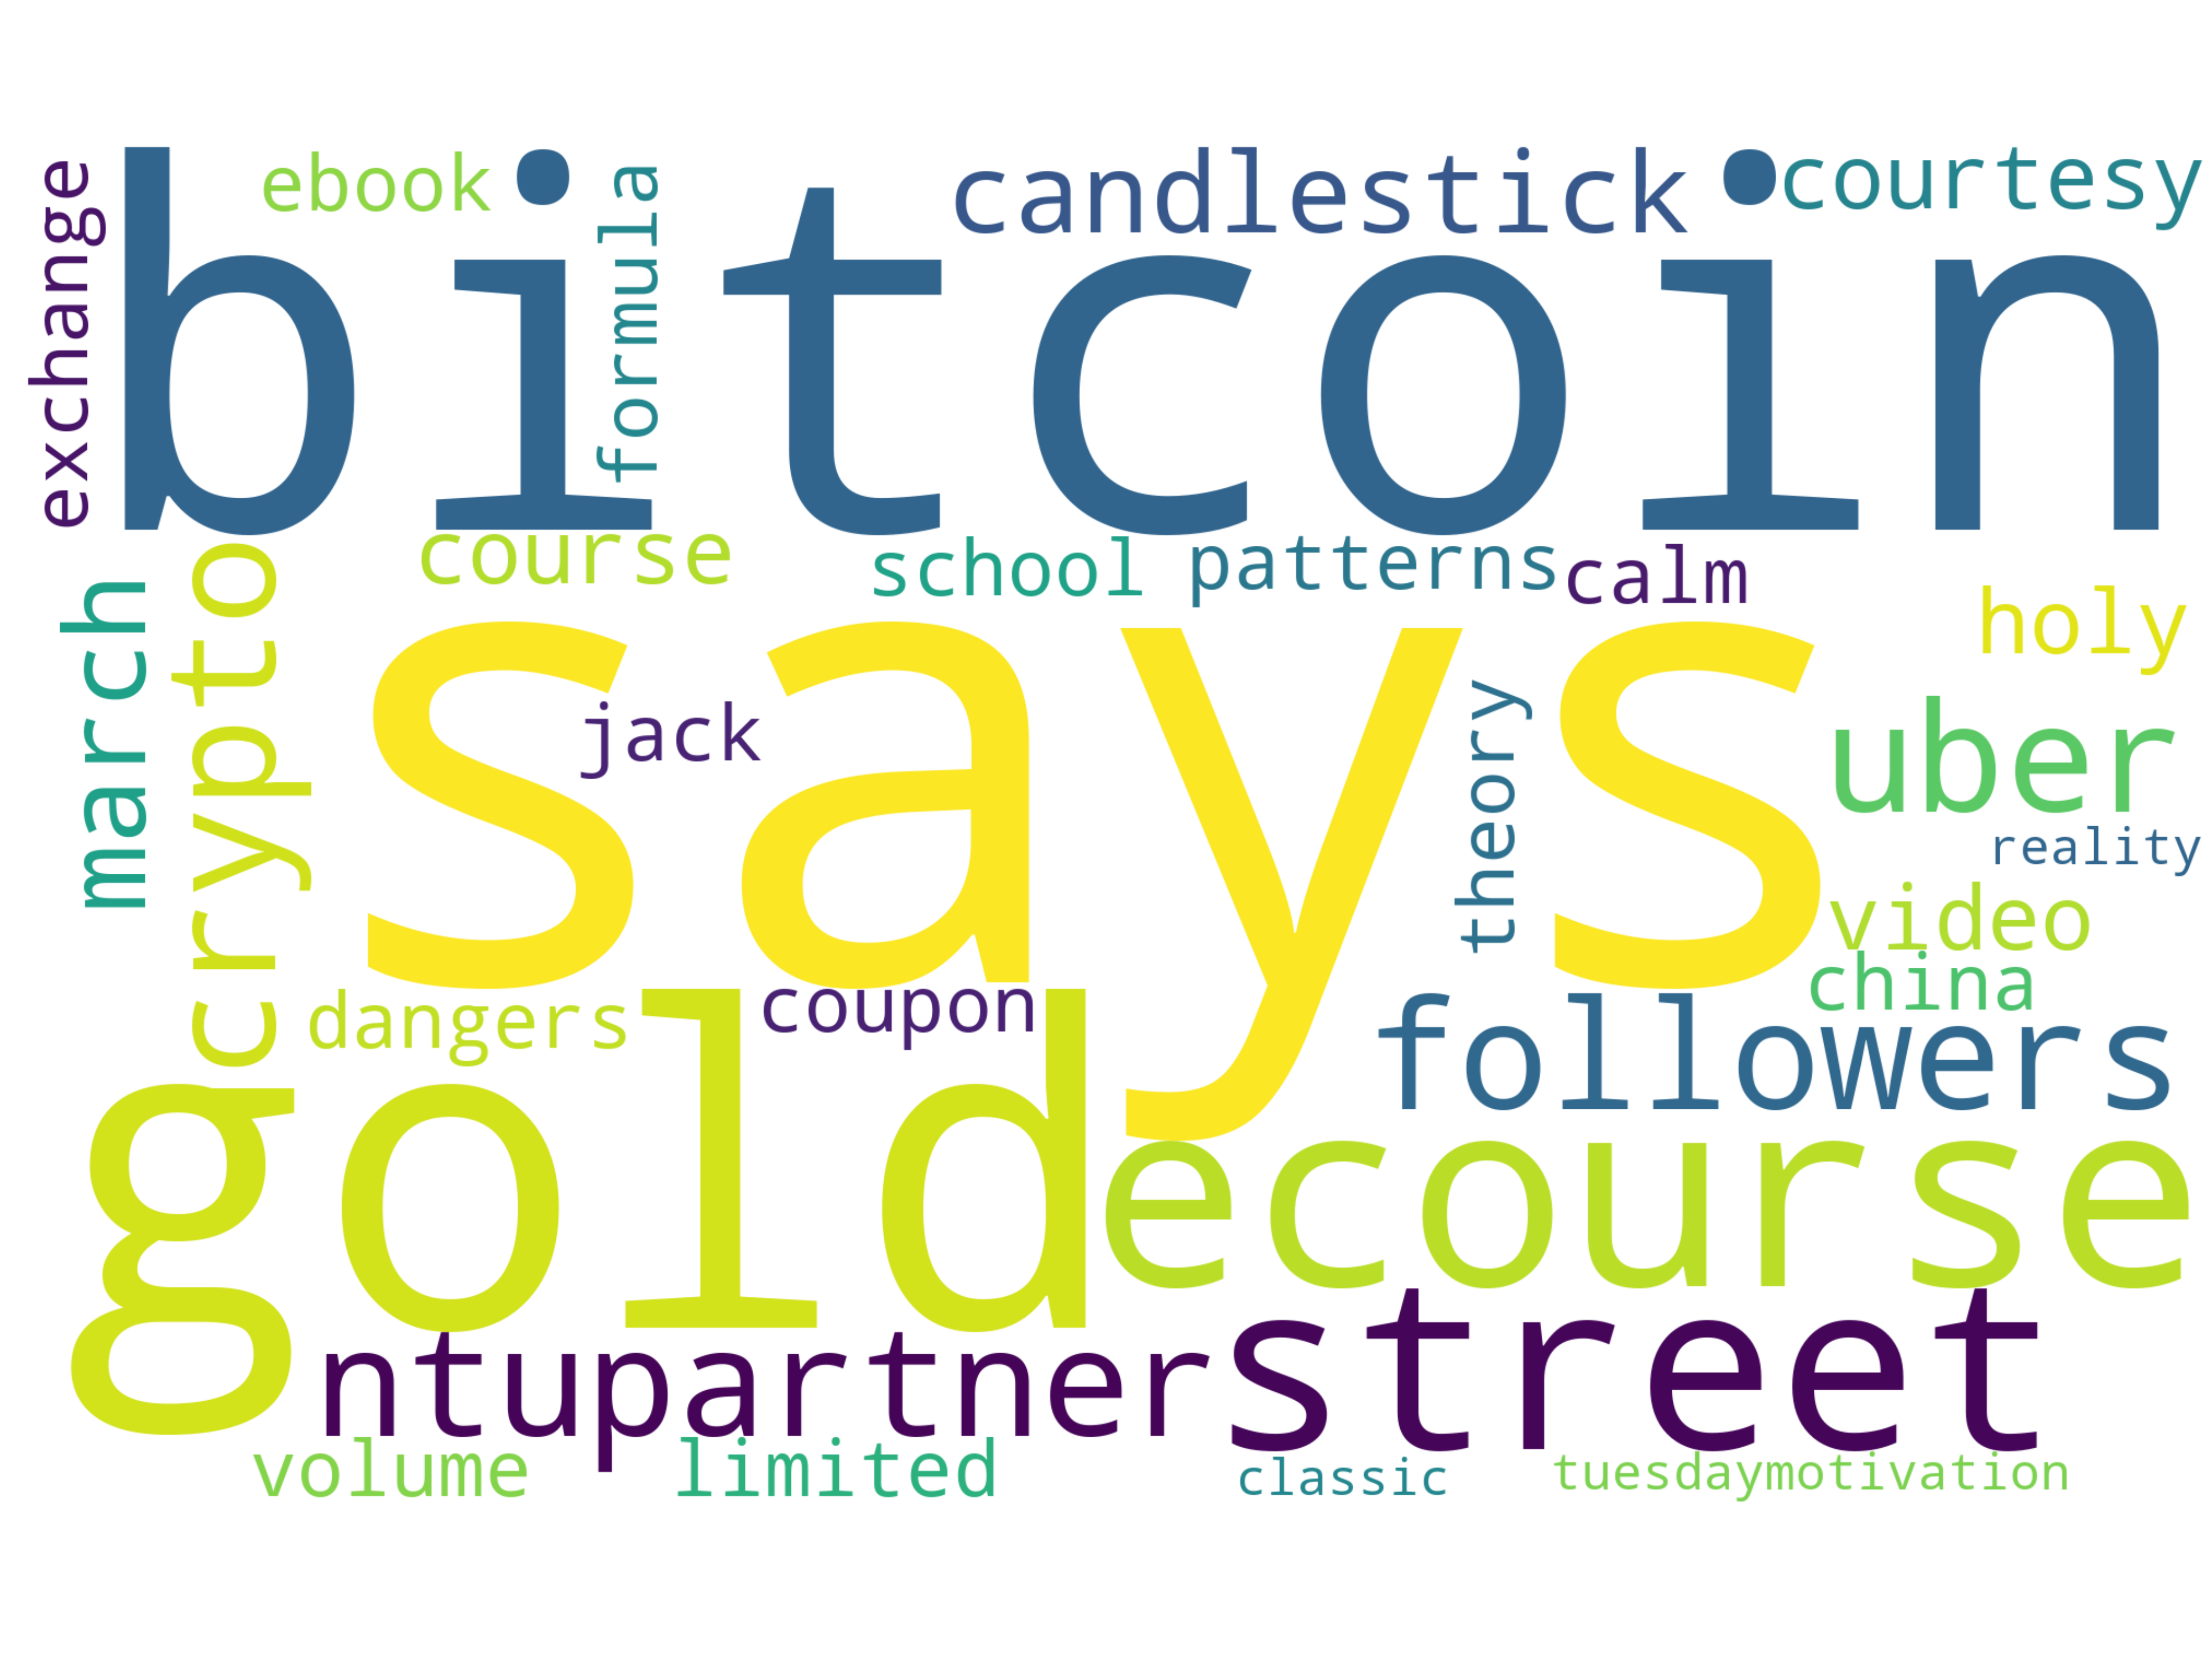 ebook
candlestick
courtesy
exchange
formula
bitcoin
course
school
patterns
calm
holy
march
crypto
says
jack
theory
uber
reality
video
china
dangers
coupon
followers
gold
ecourse
street
ntupartner
volume
limited
classic
tuesdaymotivation